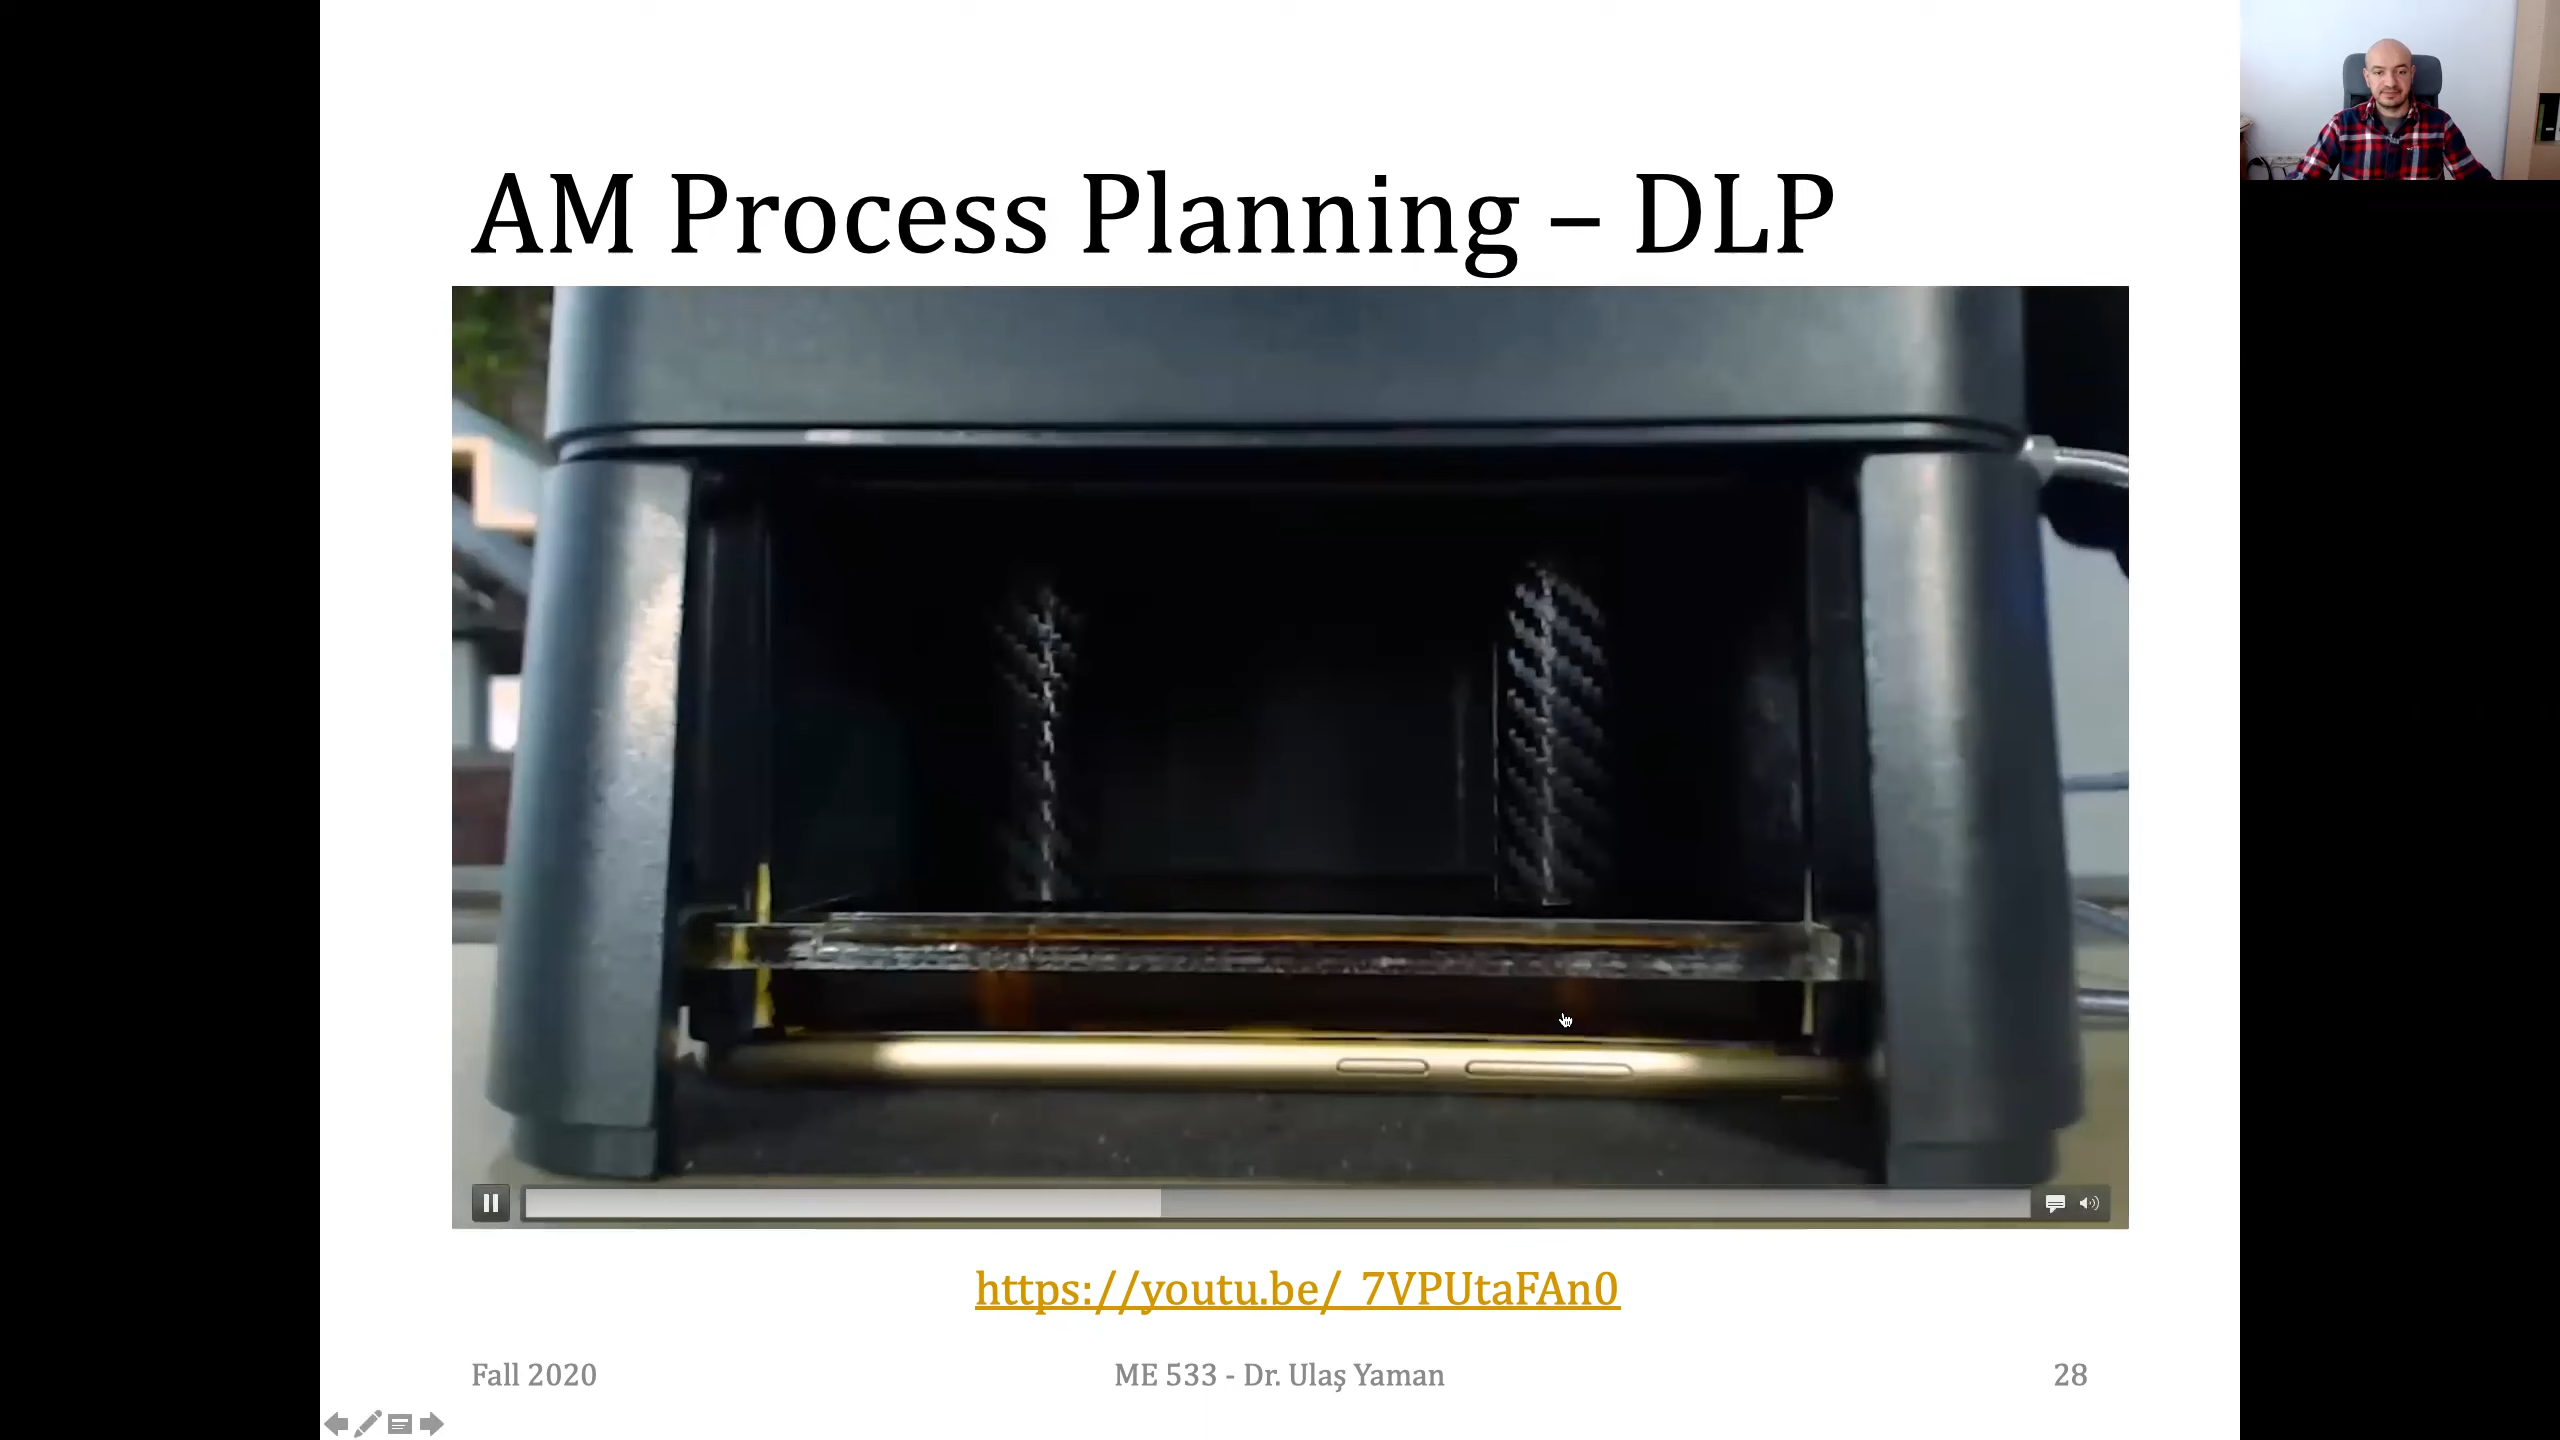 AM Process Planning – DLP
https://youtu.be/_7VPUtaFAn0
Fall 2020
ME 533 - Dr. Ulaş Yaman
28